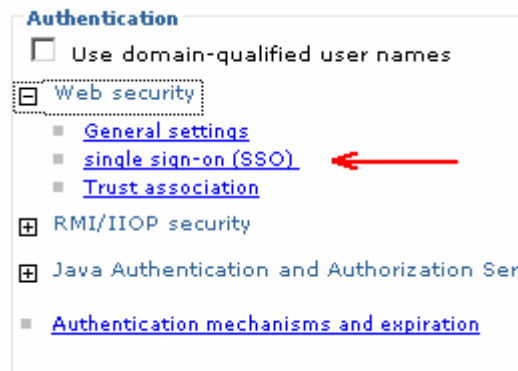 Authentication
Use domain-qualified user names
Web security
General settings
single sign-on (SSO)
Trust association
RMI/IIOP security
Java Authentication and Authorization Ser
Authentication mechanisms and expiration